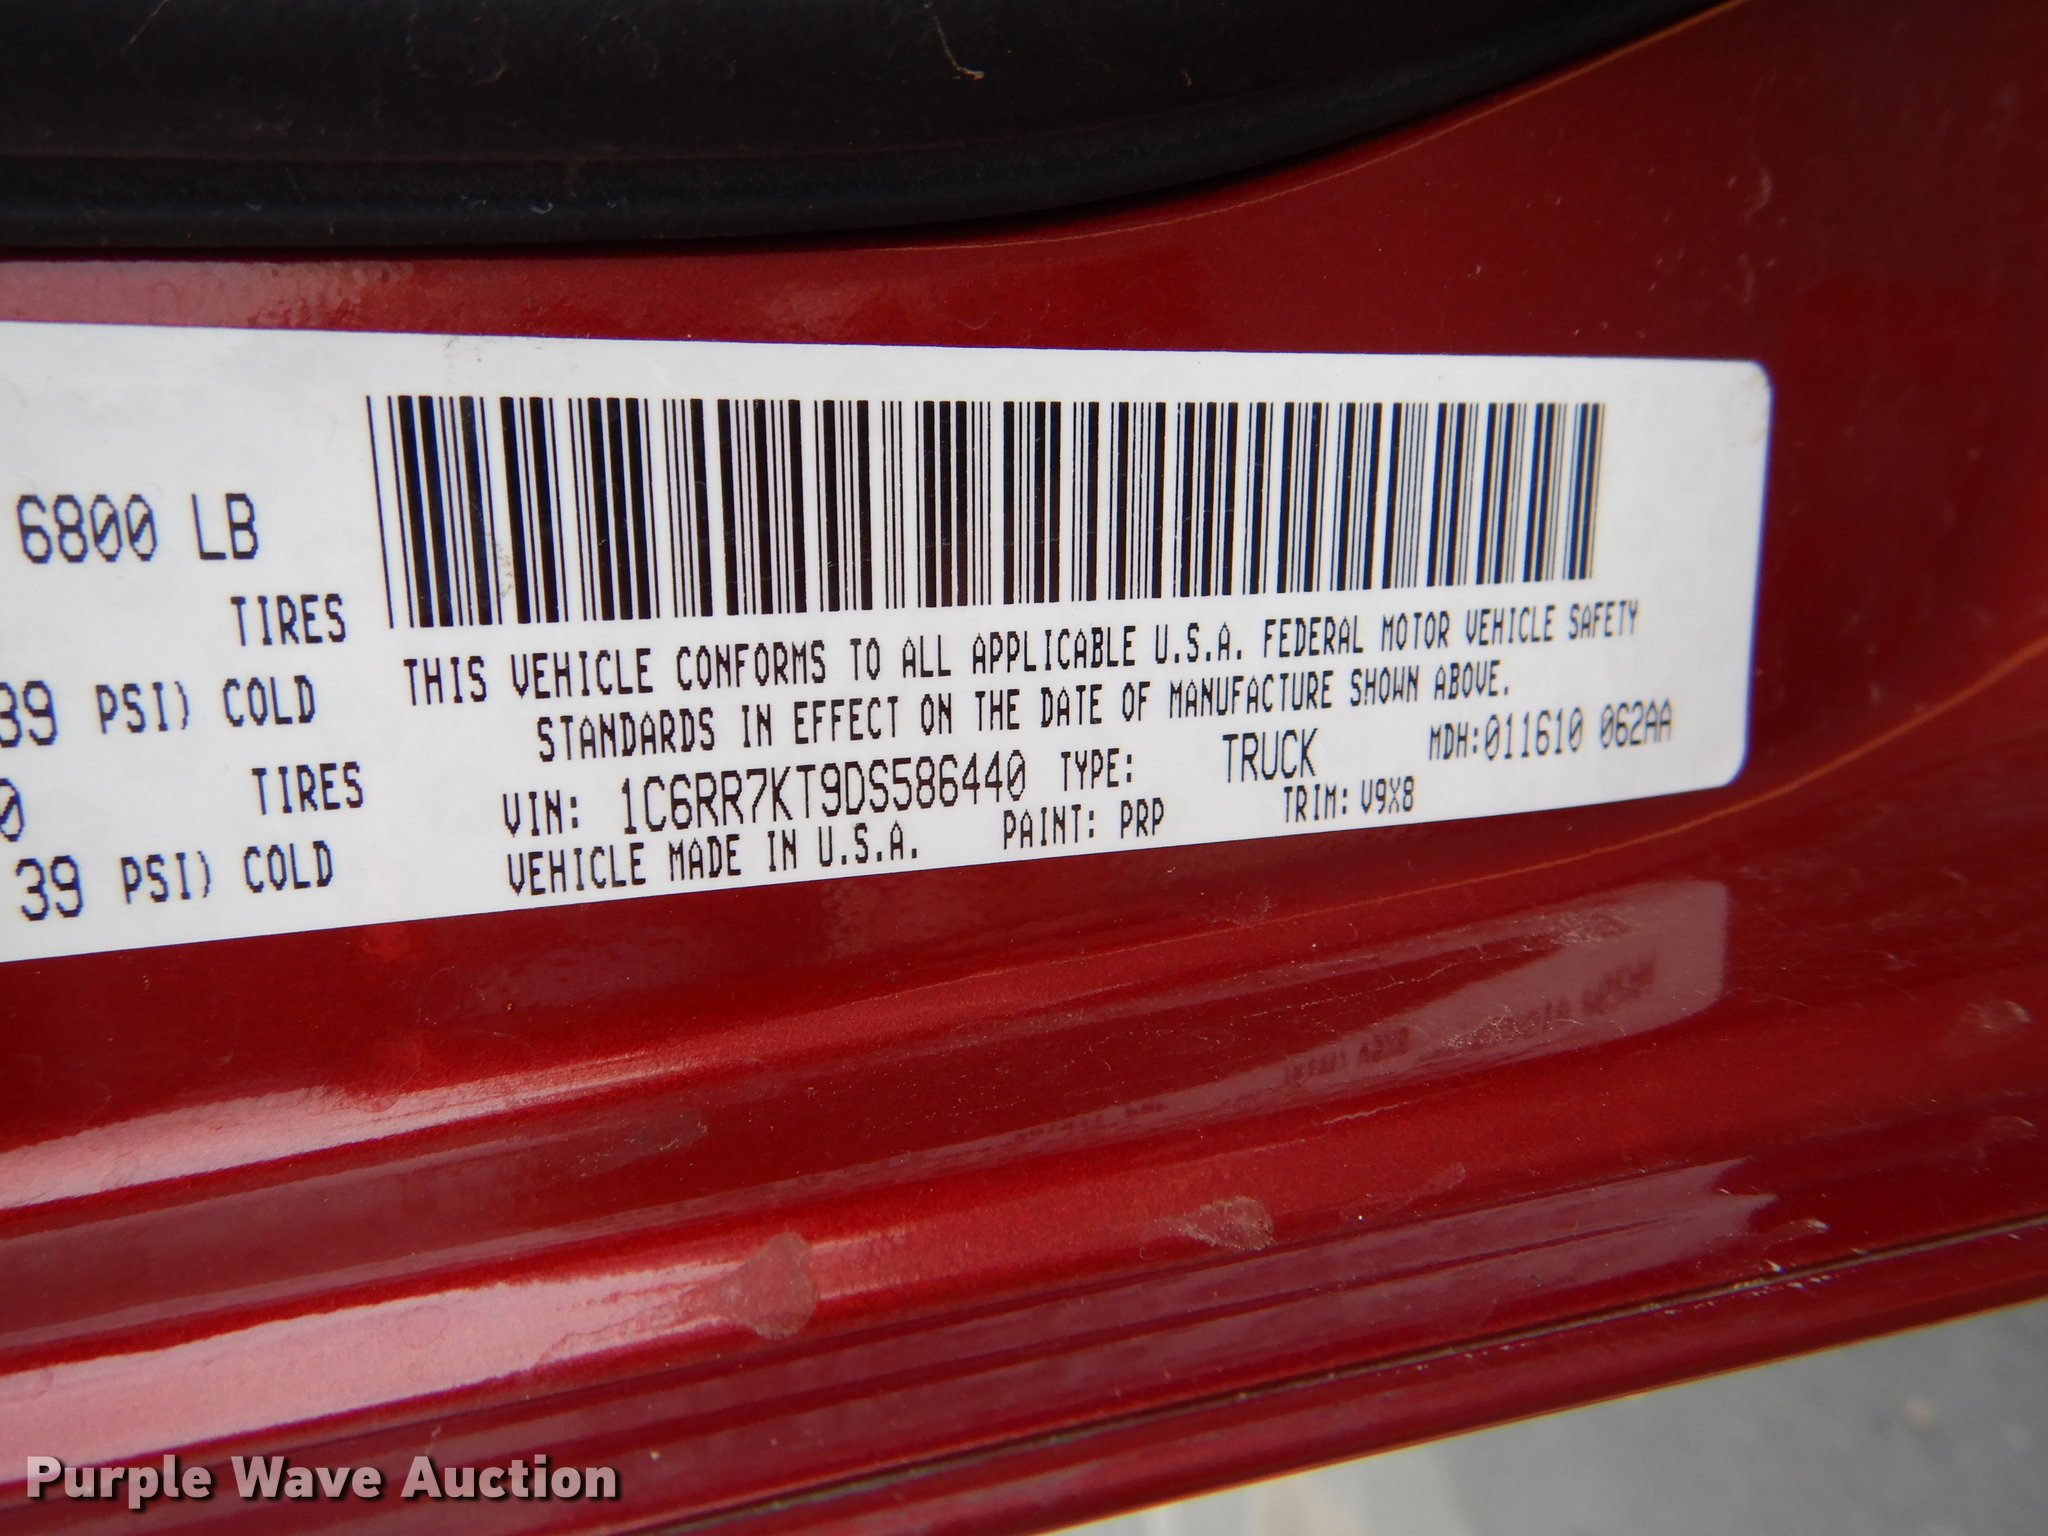 6800 LB
TIRES
39 PSI) COLD
0 TIRES
39 PSI) COLD
THIS VEHICLE CONFORMS TO ALL APPLICABLE U.S.A. FEDERAL MOTOR VEHICLE SAFETY
STANDARDS IN EFFECT ON THE DATE OF MANUFACTURE SHOWN ABOVE.
VIN: 1C6RR7KT9DS586440 TYPE: TRUCK MDH:011610 062AA
VEHICLE MADE IN U.S.A. PAINT: PRP TRIM: V9X8
Purple Wave Auction